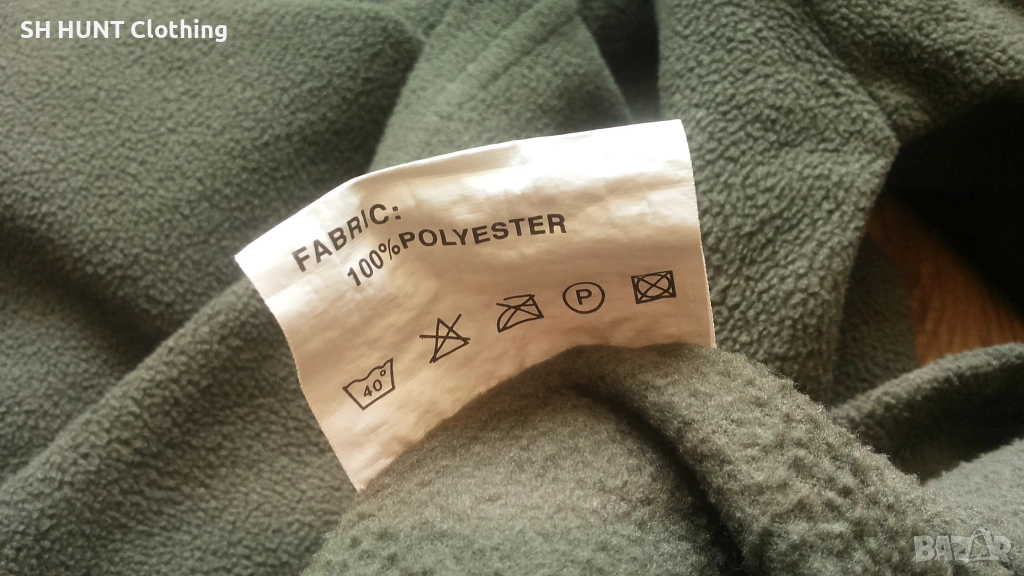 SH HUNT Clothing
FABRIC:
100%POLYESTER
40°
P
BAZAR